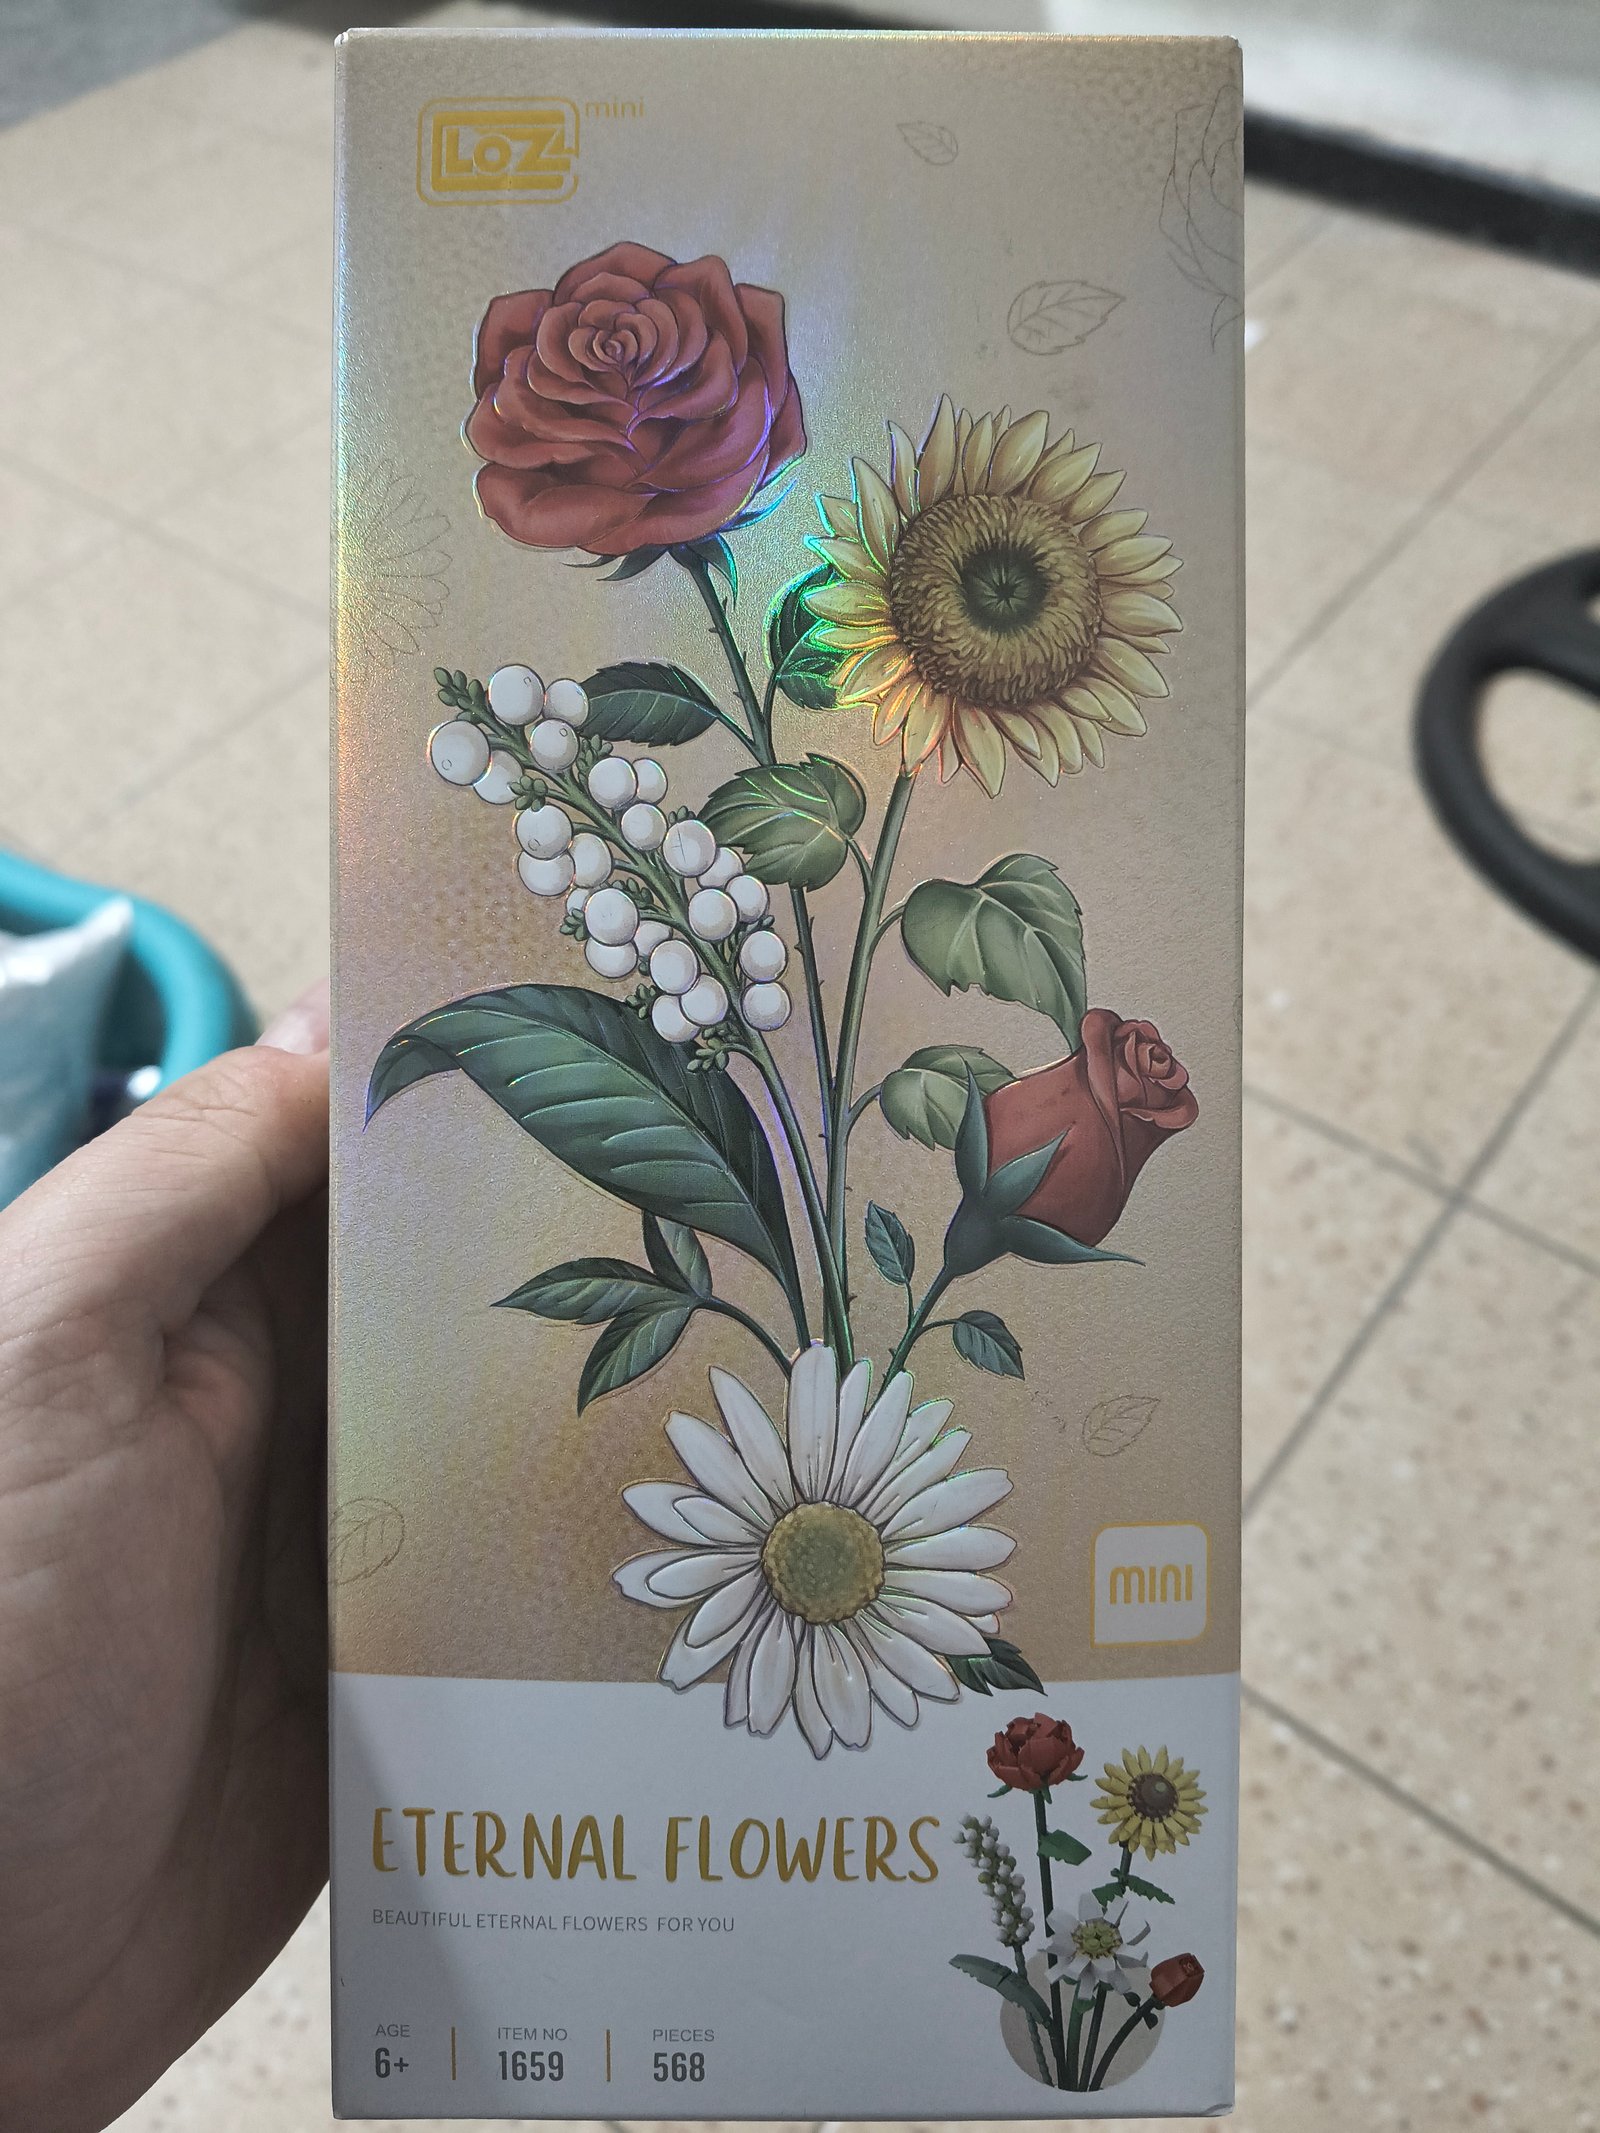 LOZ mini
mini
ETERNAL FLOWERS
BEAUTIFUL ETERNAL FLOWERS FOR YOU
AGE
6+
ITEM NO.
1659
PIECES
568